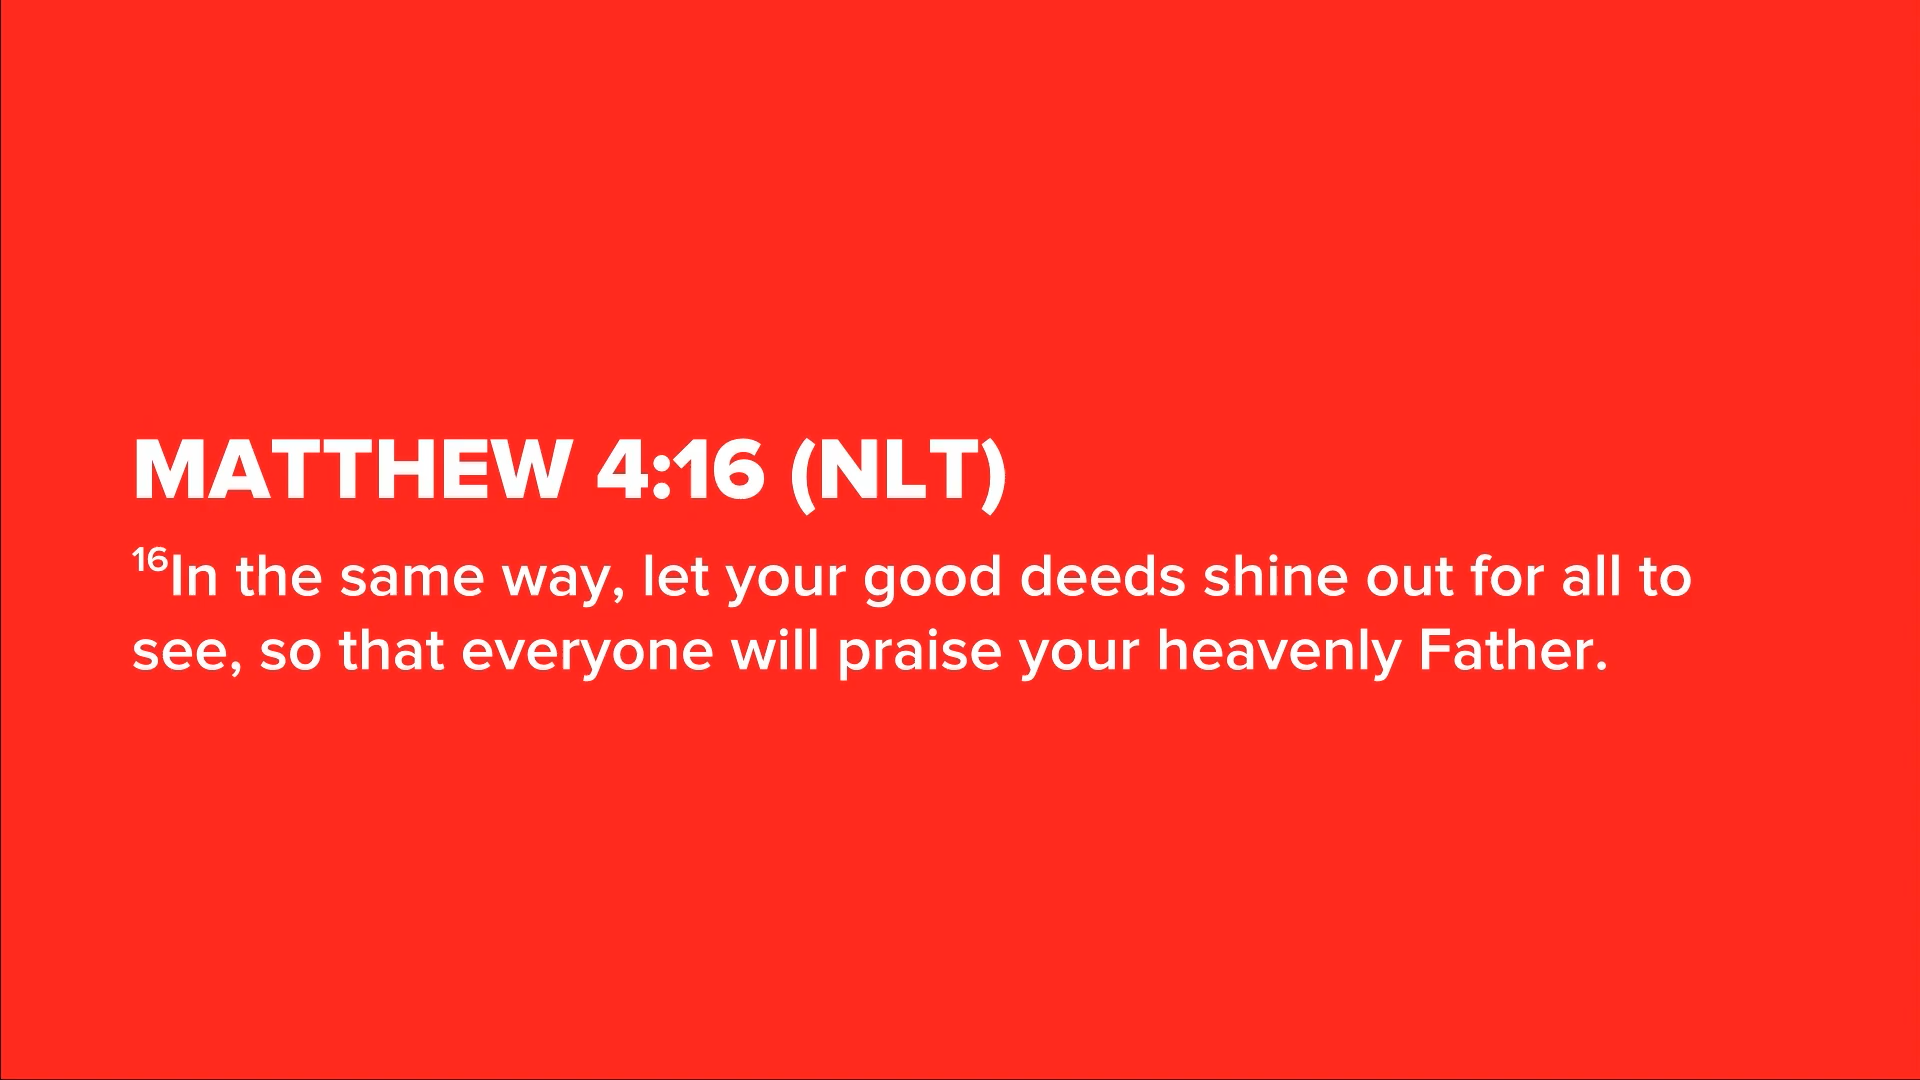 MATTHEW 4:16 (NLT)
¹⁶In the same way, let your good deeds shine out for all to
see, so that everyone will praise your heavenly Father.